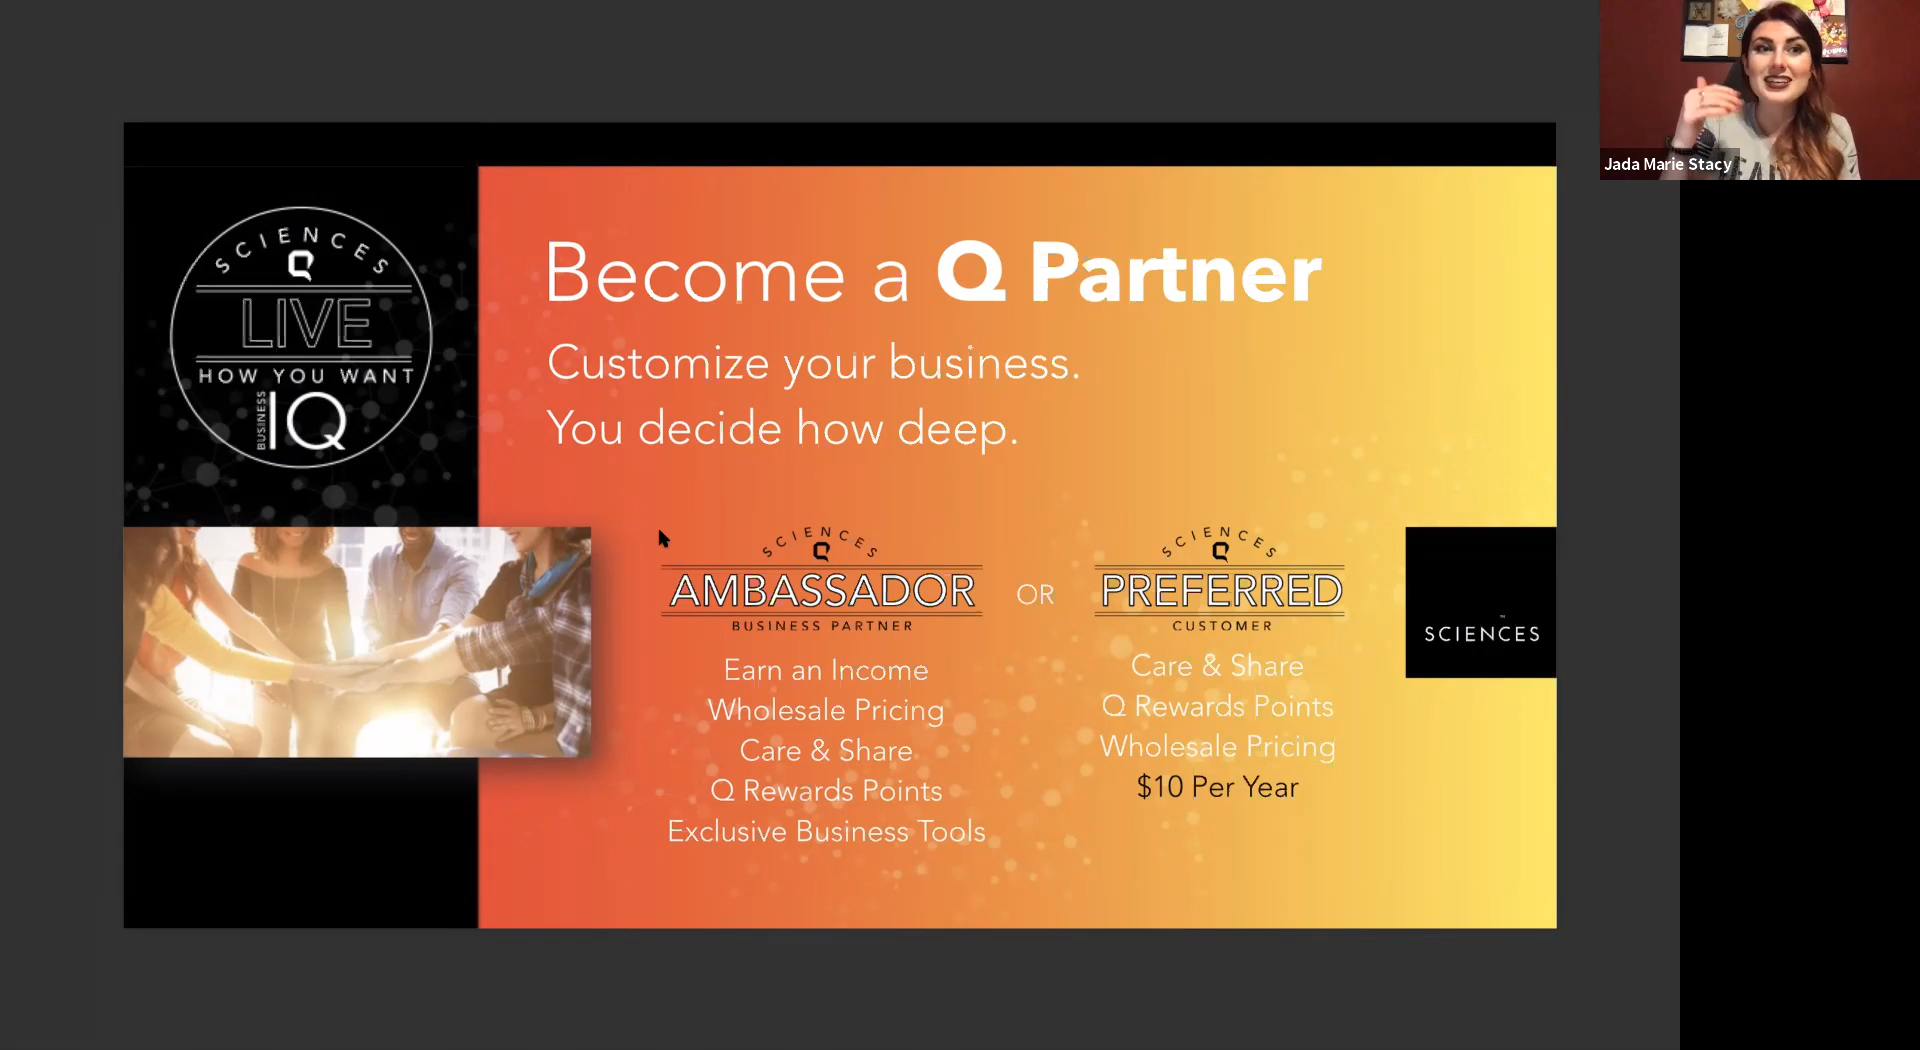 SCIENCES
Q
LIVE
HOW YOU WANT
BUSINESS
IQ
Become a Q Partner
Customize your business.
You decide how deep.
SCIENCES
Q
AMBASSADOR
BUSINESS PARTNER
Earn an Income
Wholesale Pricing
Care & Share
Q Rewards Points
Exclusive Business Tools
OR
SCIENCES
Q
PREFERRED
CUSTOMER
Care & Share
Q Rewards Points
Wholesale Pricing
$10 Per Year
SCIENCES
™
Jada Marie Stacy